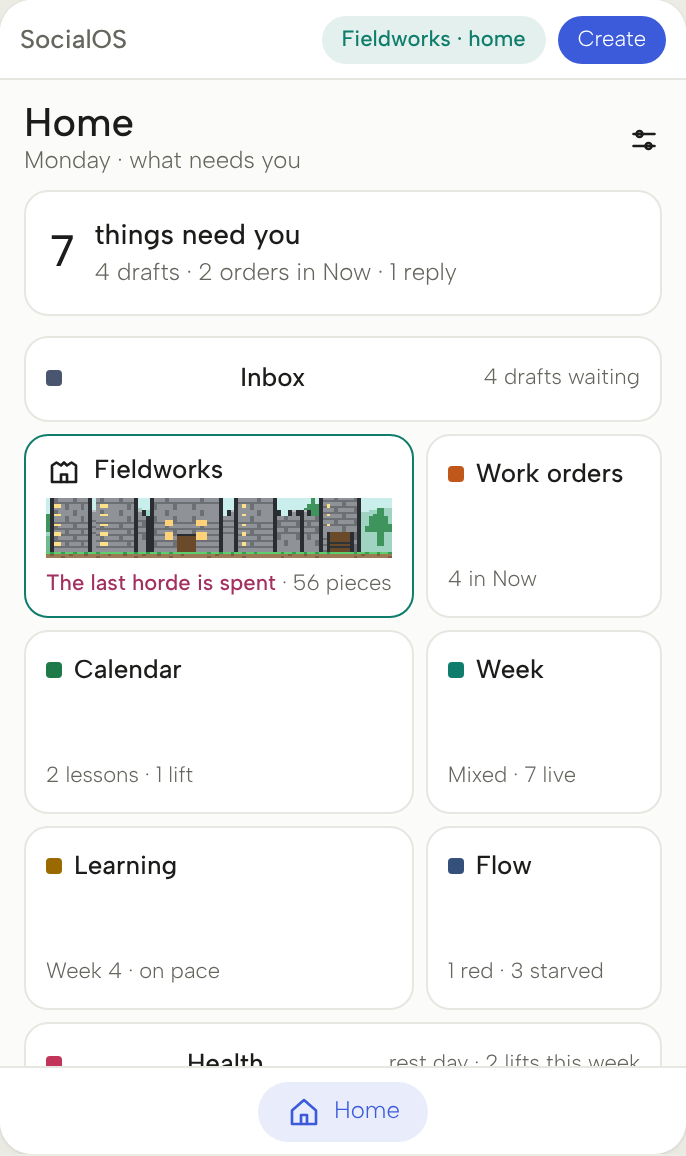 SocialOS
Fieldworks · home
Create
Home
Monday · what needs you
7
things need you
4 drafts · 2 orders in Now · 1 reply
Inbox
4 drafts waiting
Fieldworks
The last horde is spent · 56 pieces
Work orders
4 in Now
Calendar
2 lessons · 1 lift
Week
Mixed · 7 live
Learning
Week 4 · on pace
Flow
1 red · 3 starved
Health
rest day · 2 lifts this week
Home